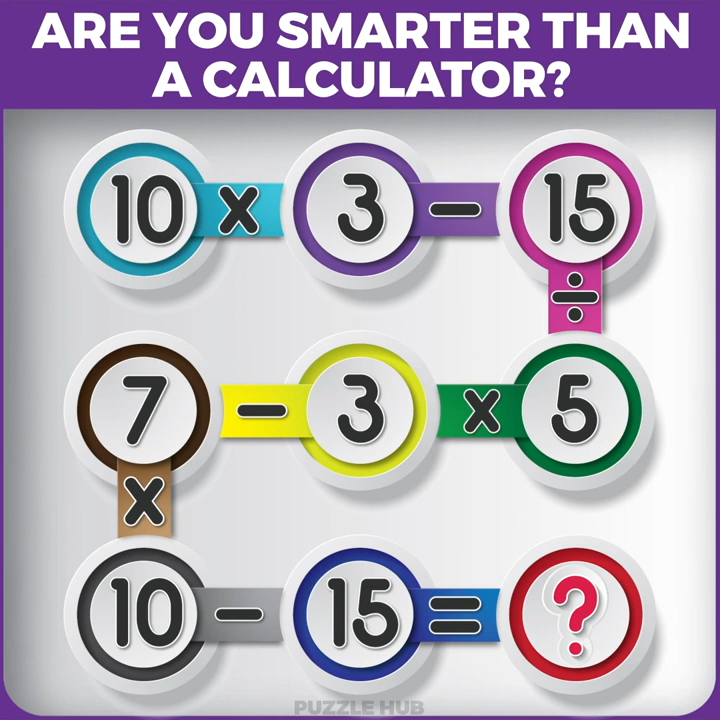 ARE YOU SMARTER THAN
A CALCULATOR?
10 x 3 − 15
÷
7 − 3 x 5
x
10 − 15 = ?
PUZZLE HUB